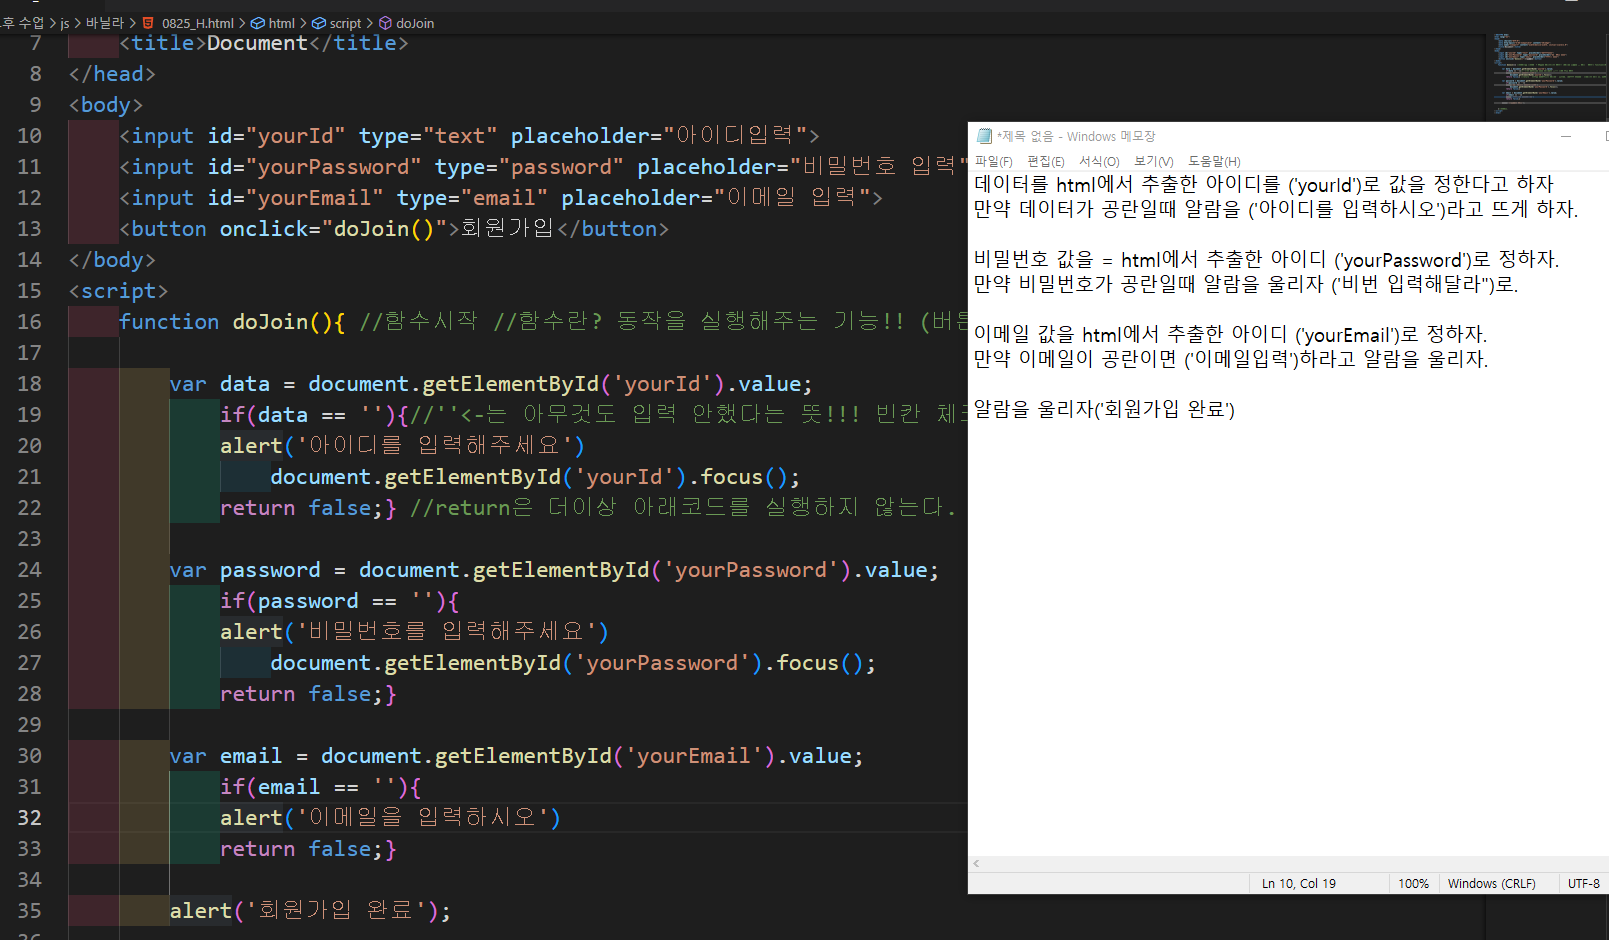 후 수업 > js > 바닐라 > 0825_H.html > html > script > doJoin
7 <title>Document</title>
8 </head>
9 <body>
10 <input id="yourId" type="text" placeholder="아이디입력">
11 <input id="yourPassword" type="password" placeholder="비밀번호 입력"
12 <input id="yourEmail" type="email" placeholder="이메일 입력">
13 <button onclick="doJoin()">회원가입</button>
14 </body>
15 <script>
16 function doJoin(){ //함수시작 //함수란? 동작을 실행해주는 기능!! (버튼
17
18 var data = document.getElementById('yourId').value;
19 if(data == ''){//''<-는 아무것도 입력 안했다는 뜻!!! 빈칸 체크
20 alert('아이디를 입력해주세요')
21 document.getElementById('yourId').focus();
22 return false;} //return은 더이상 아래코드를 실행하지 않는다.
23
24 var password = document.getElementById('yourPassword').value;
25 if(password == ''){
26 alert('비밀번호를 입력해주세요')
27 document.getElementById('yourPassword').focus();
28 return false;}
29
30 var email = document.getElementById('yourEmail').value;
31 if(email == ''){
32 alert('이메일을 입력하시오')
33 return false;}
34
35 alert('회원가입 완료');
36
*제목 없음 - Windows 메모장
파일(F) 편집(E) 서식(O) 보기(V) 도움말(H)
데이터를 html에서 추출한 아이디를 ('yourId')로 값을 정한다고 하자
만약 데이터가 공란일때 알람을 ('아이디를 입력하시오')라고 뜨게 하자.
비밀번호 값을 = html에서 추출한 아이디 ('yourPassword')로 정하자.
만약 비밀번호가 공란일때 알람을 울리자 ('비번 입력해달라")로.
이메일 값을 html에서 추출한 아이디 ('yourEmail')로 정하자.
만약 이메일이 공란이면 ('이메일입력')하라고 알람을 울리자.
알람을 울리자('회원가입 완료')
Ln 10, Col 19 100% Windows (CRLF) UTF-8